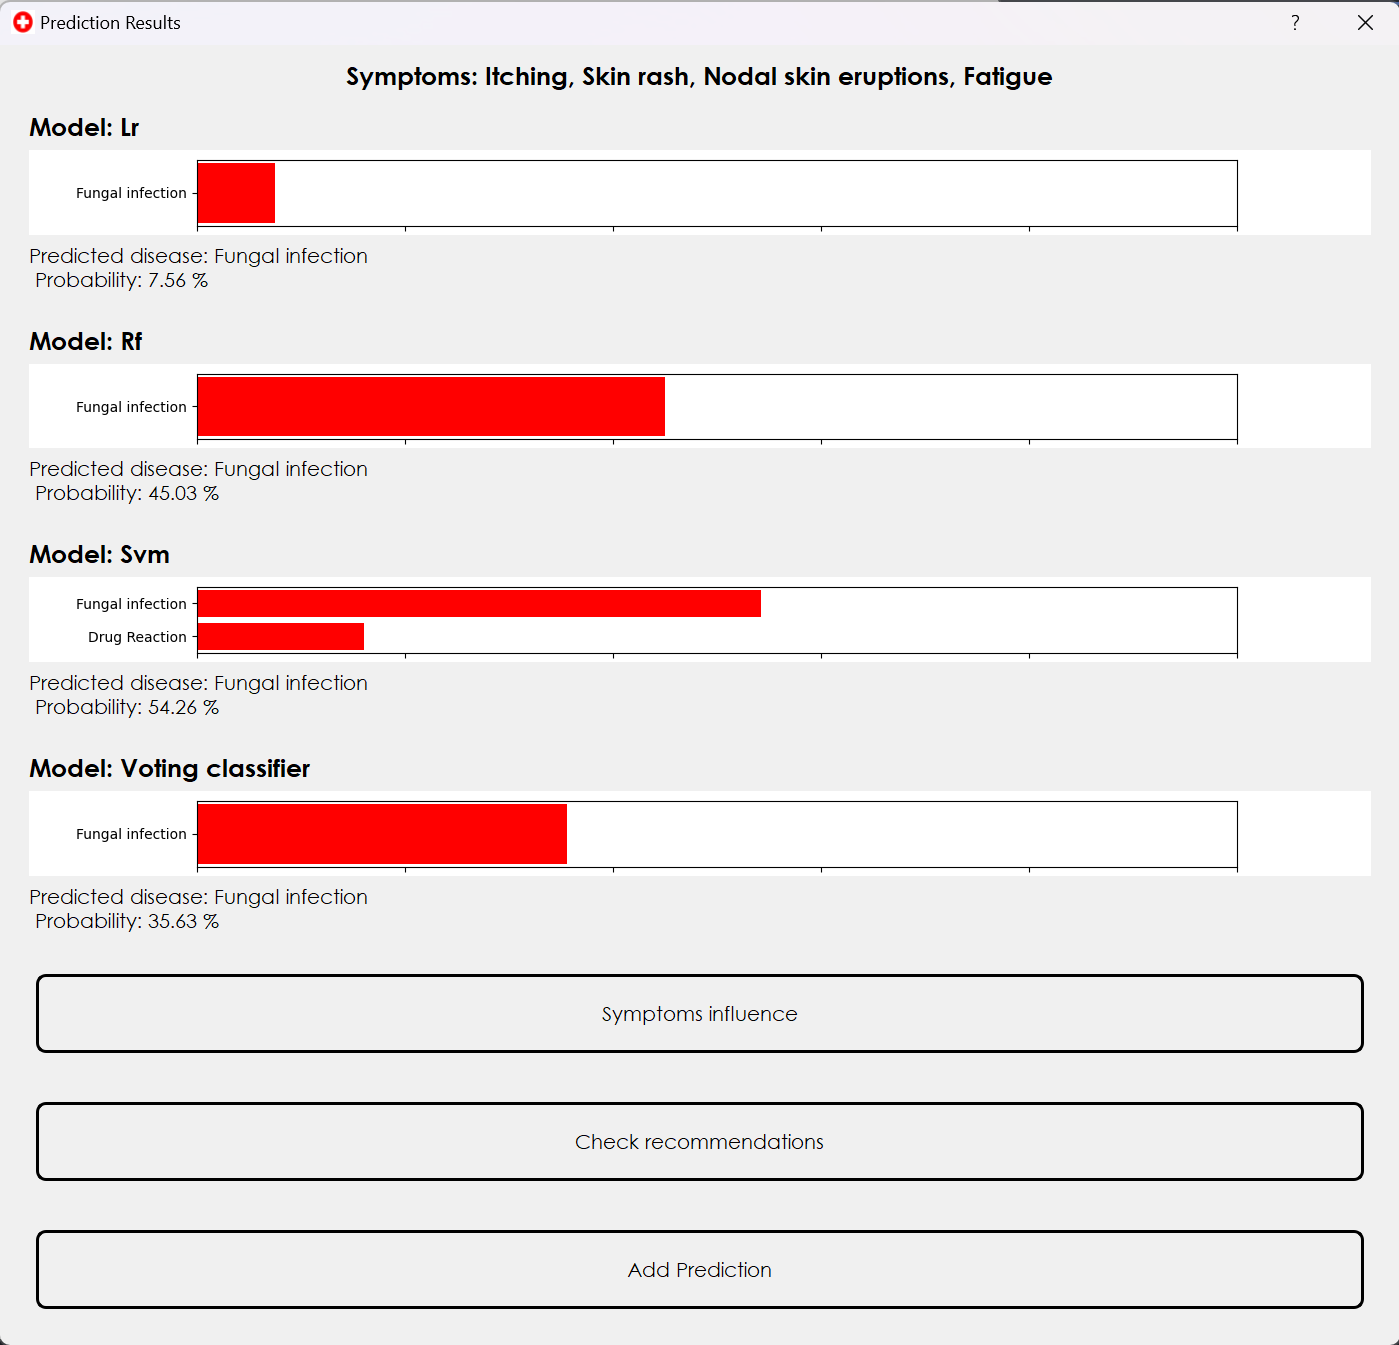 Prediction Results
?
Symptoms: Itching, Skin rash, Nodal skin eruptions, Fatigue
Model: Lr
Fungal infection
Predicted disease: Fungal infection
Probability: 7.56 %
Model: Rf
Fungal infection
Predicted disease: Fungal infection
Probability: 45.03 %
Model: Svm
Fungal infection
Drug Reaction
Predicted disease: Fungal infection
Probability: 54.26 %
Model: Voting classifier
Fungal infection
Predicted disease: Fungal infection
Probability: 35.63 %
Symptoms influence
Check recommendations
Add Prediction